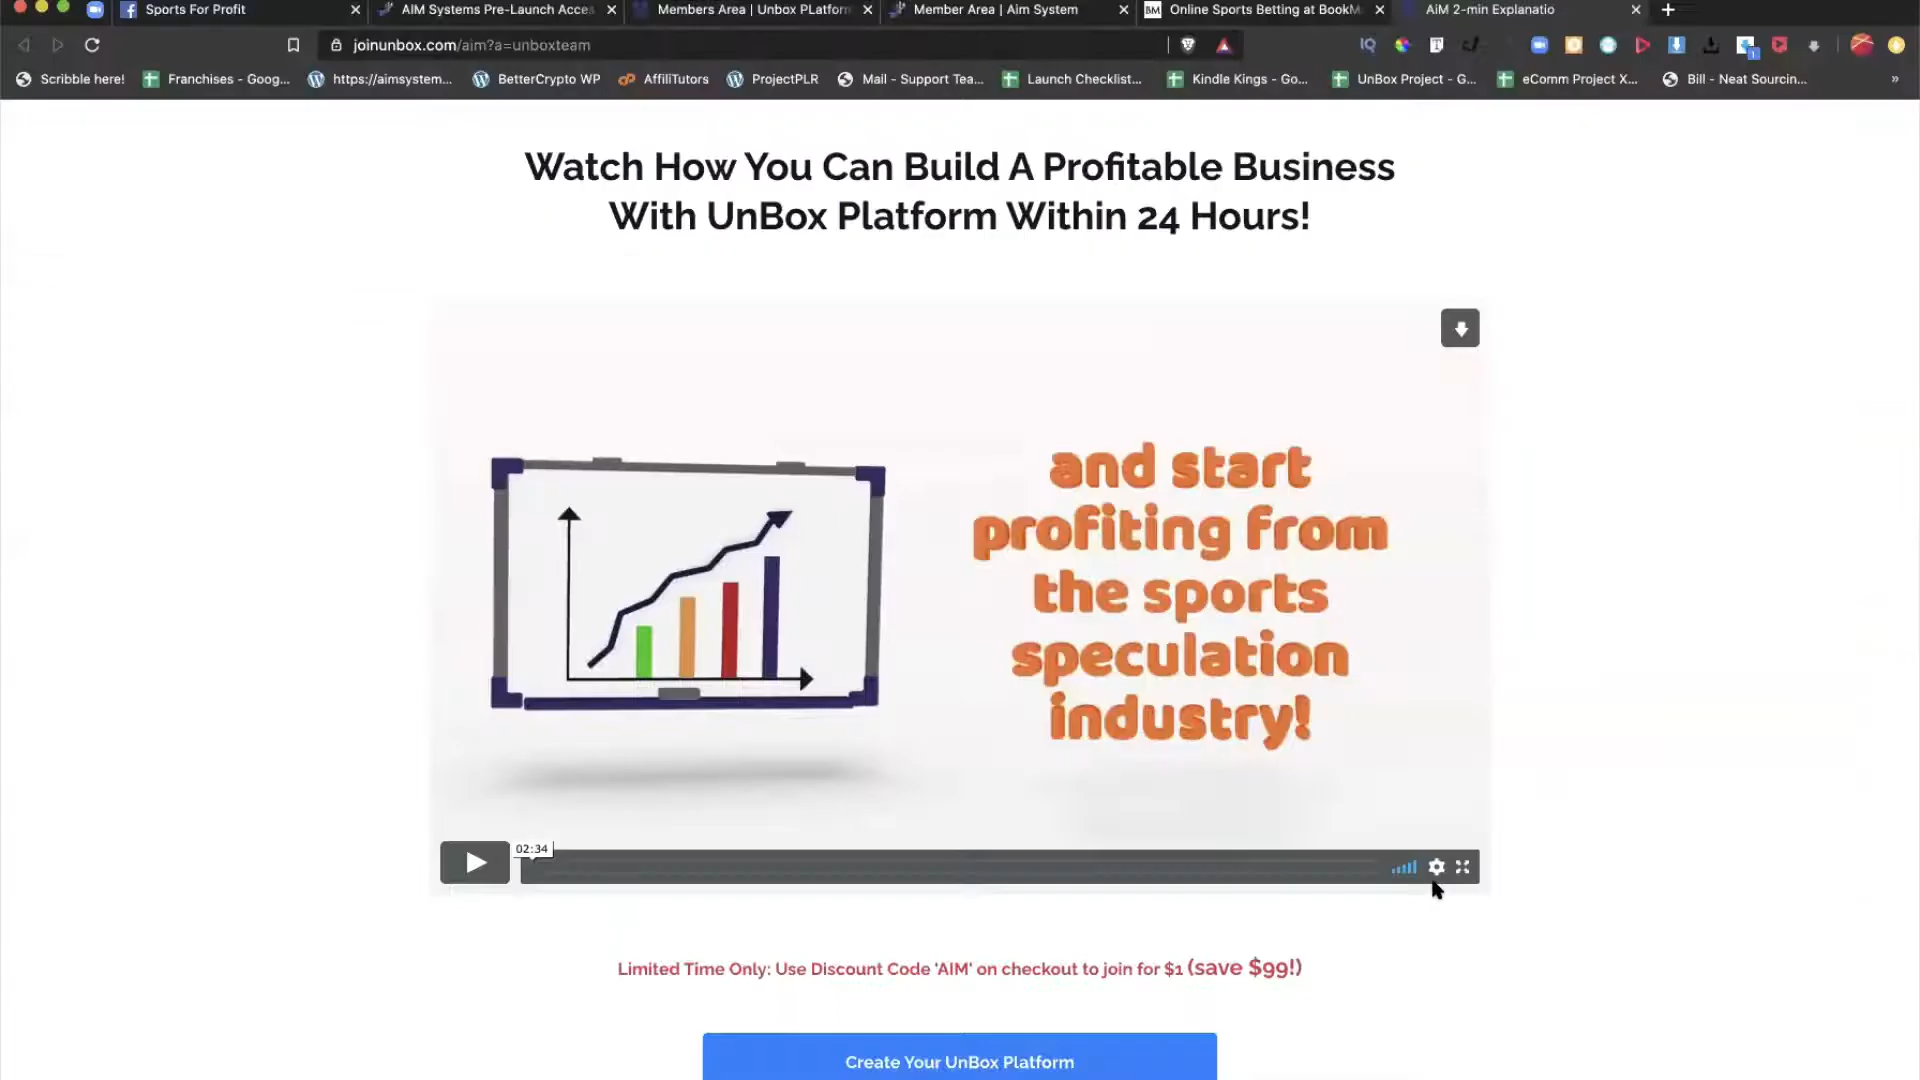 Sports For Profit
AIM Systems Pre-Launch Acces
Members Area | Unbox PLatform
Member Area | Aim System
BM Online Sports Betting at BookM
AiM 2-min Explanatio
joinunbox.com/aim?a=unboxteam
IQ
Scribble here!
Franchises - Goog...
https://aimsystem...
BetterCrypto WP
AffiliTutors
ProjectPLR
Mail - Support Tea...
Launch Checklist...
Kindle Kings - Go...
UnBox Project - G...
eComm Project X...
Bill - Neat Sourcin...
»
Watch How You Can Build A Profitable Business
With UnBox Platform Within 24 Hours!
and start
profiting from
the sports
speculation
industry!
02:34
Limited Time Only: Use Discount Code 'AIM' on checkout to join for $1 (save $99!)
Create Your UnBox Platform